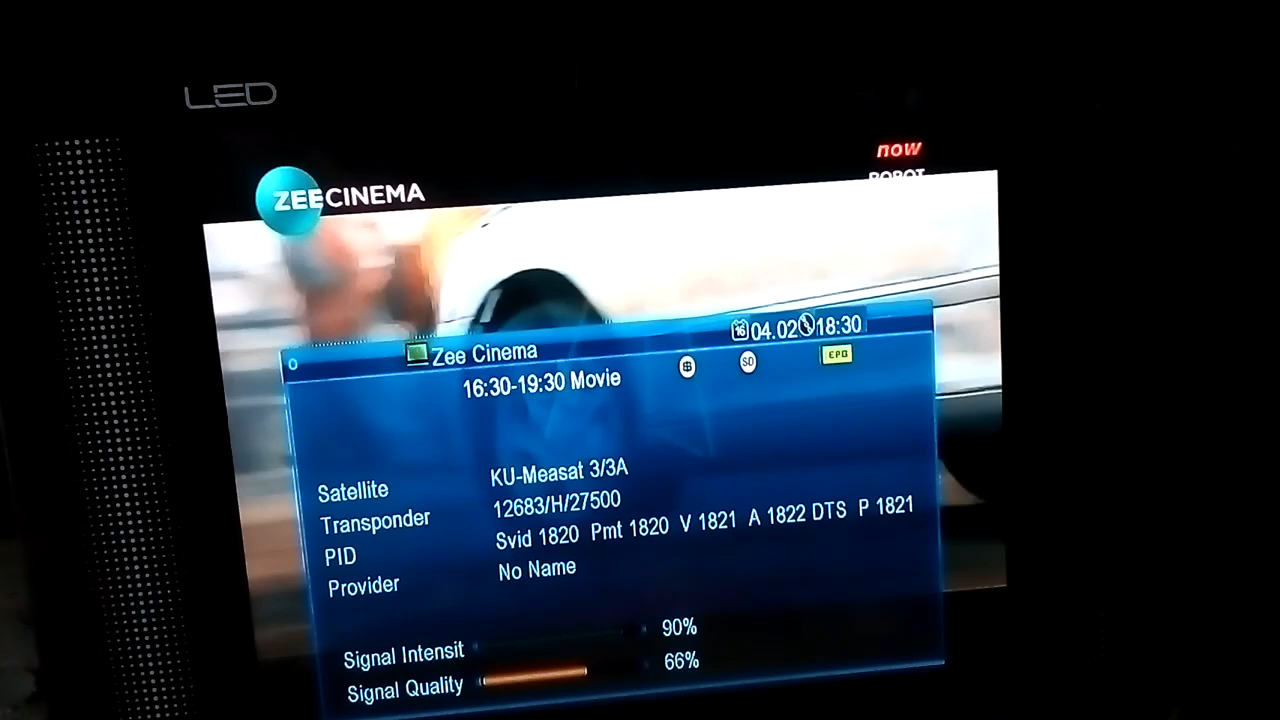 LED
now
ROBOT
ZEECINEMA
16 04.02 18:30
0 Zee Cinema
SD EPG
16:30-19:30 Movie
Satellite KU-Measat 3/3A
Transponder 12683/H/27500
PID Svid 1820 Pmt 1820 V 1821 A 1822 DTS P 1821
Provider No Name
Signal Intensit 90%
Signal Quality 66%